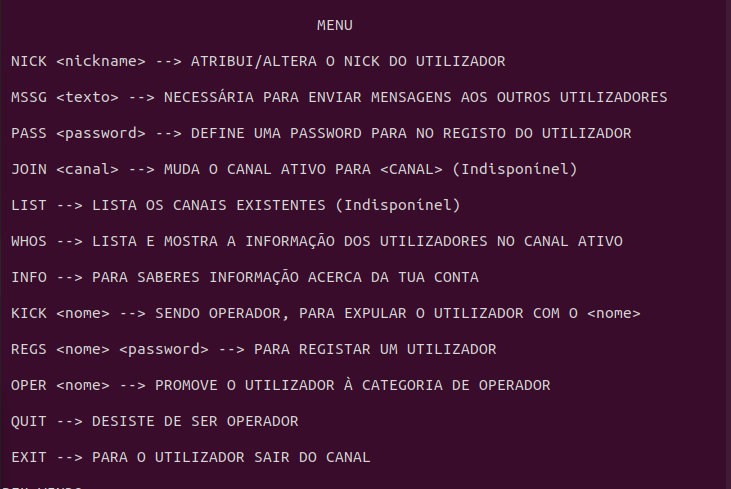 MENU
NICK <nickname> --> ATRIBUI/ALTERA O NICK DO UTILIZADOR
MSSG <texto> --> NECESSÁRIA PARA ENVIAR MENSAGENS AOS OUTROS UTILIZADORES
PASS <password> --> DEFINE UMA PASSWORD PARA NO REGISTO DO UTILIZADOR
JOIN <canal> --> MUDA O CANAL ATIVO PARA <CANAL> (Indisponínel)
LIST --> LISTA OS CANAIS EXISTENTES (Indisponínel)
WHOS --> LISTA E MOSTRA A INFORMAÇÃO DOS UTILIZADORES NO CANAL ATIVO
INFO --> PARA SABERES INFORMAÇÃO ACERCA DA TUA CONTA
KICK <nome> --> SENDO OPERADOR, PARA EXPULAR O UTILIZADOR COM O <nome>
REGS <nome> <password> --> PARA REGISTAR UM UTILIZADOR
OPER <nome> --> PROMOVE O UTILIZADOR À CATEGORIA DE OPERADOR
QUIT --> DESISTE DE SER OPERADOR
EXIT --> PARA O UTILIZADOR SAIR DO CANAL